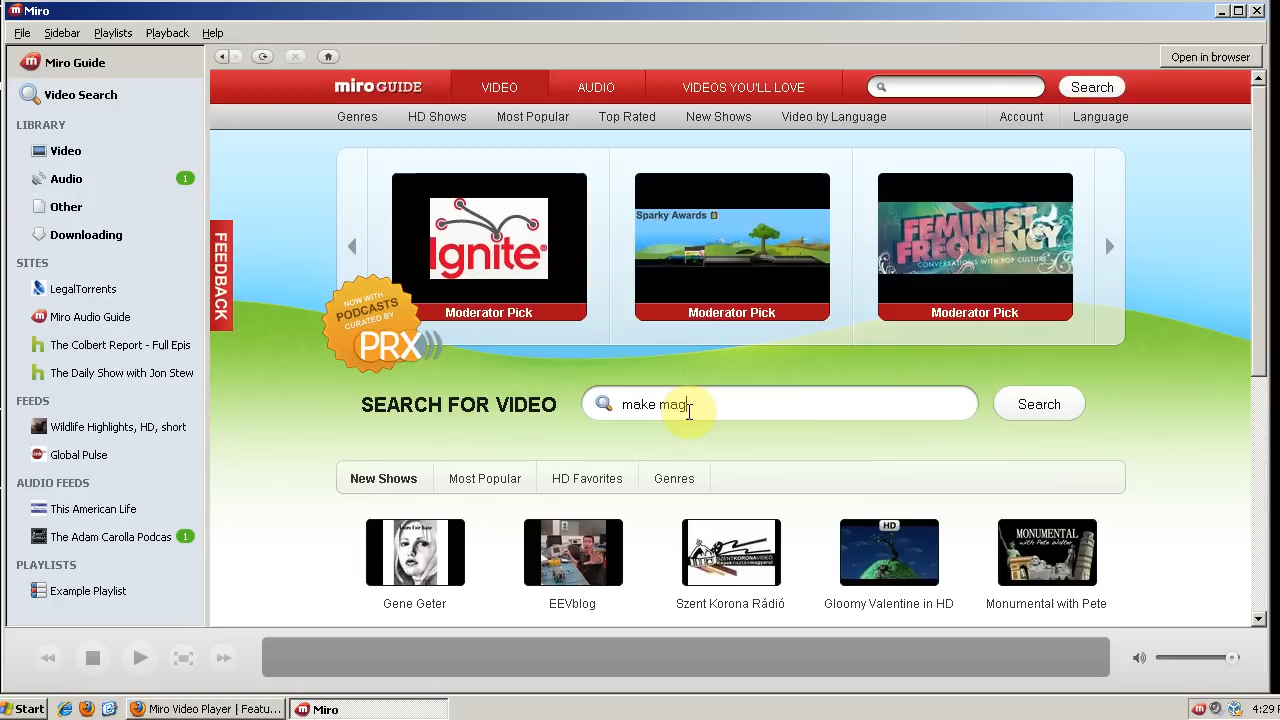 Miro
File Sidebar Playlists Playback Help
Miro Guide
Open in browser
Video Search
LIBRARY
Video
Audio 1
Other
Downloading
SITES
LegalTorrents
Miro Audio Guide
The Colbert Report - Full Epis
The Daily Show with Jon Stew
FEEDS
Wildlife Highlights, HD, short
Global Pulse
AUDIO FEEDS
This American Life
The Adam Carolla Podcas 1
PLAYLISTS
Example Playlist
miro GUIDE VIDEO AUDIO VIDEOS YOU'LL LOVE Search
Genres HD Shows Most Popular Top Rated New Shows Video by Language Account Language
FEEDBACK
Ignite
Moderator Pick
Sparky Awards
Moderator Pick
FEMINIST
FREQUENCY
CONVERSATIONS WITH POP CULTURE
Moderator Pick
NOW WITH
PODCASTS
CURATED BY
PRX
SEARCH FOR VIDEO make mag Search
New Shows Most Popular HD Favorites Genres
HD
MONUMENTAL
with Pete Walter
Gene Geter EEVblog Szent Korona Rádió Gloomy Valentine in HD Monumental with Pete
Start Miro Video Player | Featu... Miro 4:29 P